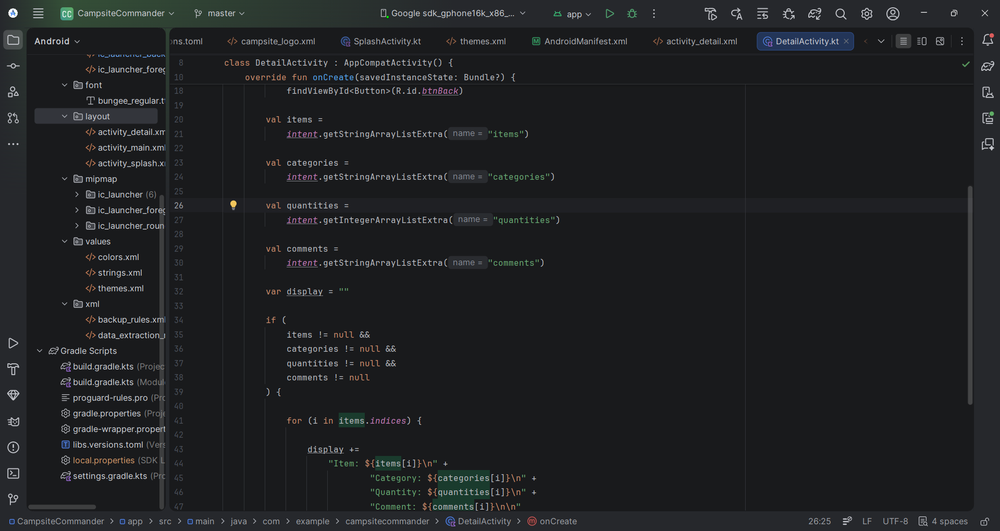 CC CampsiteCommander master Google sdk_gphone16k_x86_... app
Android
ons.toml campsite_logo.xml SplashActivity.kt themes.xml AndroidManifest.xml activity_detail.xml DetailActivity.kt
ic_launcher_back
ic_launcher_foreg
font
bungee_regular.t
layout
activity_detail.xm
activity_main.xml
activity_splash.x
mipmap
ic_launcher (6)
ic_launcher_foreg
ic_launcher_roun
values
colors.xml
strings.xml
themes.xml
xml
backup_rules.xml
data_extraction_
Gradle Scripts
build.gradle.kts (Projec
build.gradle.kts (Modul
proguard-rules.pro (Pro
gradle.properties (Proje
gradle-wrapper.propert
libs.versions.toml (Vers
local.properties (SDK L
settings.gradle.kts (Pro
8 class DetailActivity : AppCompatActivity() {
10 override fun onCreate(savedInstanceState: Bundle?) {
18 findViewById<Button>(R.id.btnBack)
19
20 val items =
21 intent.getStringArrayListExtra( name = "items")
22
23 val categories =
24 intent.getStringArrayListExtra( name = "categories")
25
26 val quantities =
27 intent.getIntegerArrayListExtra( name = "quantities")
28
29 val comments =
30 intent.getStringArrayListExtra( name = "comments")
31
32 var display = ""
33
34 if (
35 items != null &&
36 categories != null &&
37 quantities != null &&
38 comments != null
39 ) {
40
41 for (i in items.indices) {
42
43 display +=
44 "Item: ${items[i]}\n" +
45 "Category: ${categories[i]}\n" +
46 "Quantity: ${quantities[i]}\n" +
47 "Comment: ${comments[i]}\n\n"
CampsiteCommander > app > src > main > java > com > example > campsitecommander > DetailActivity > onCreate 26:25 LF UTF-8 4 spaces